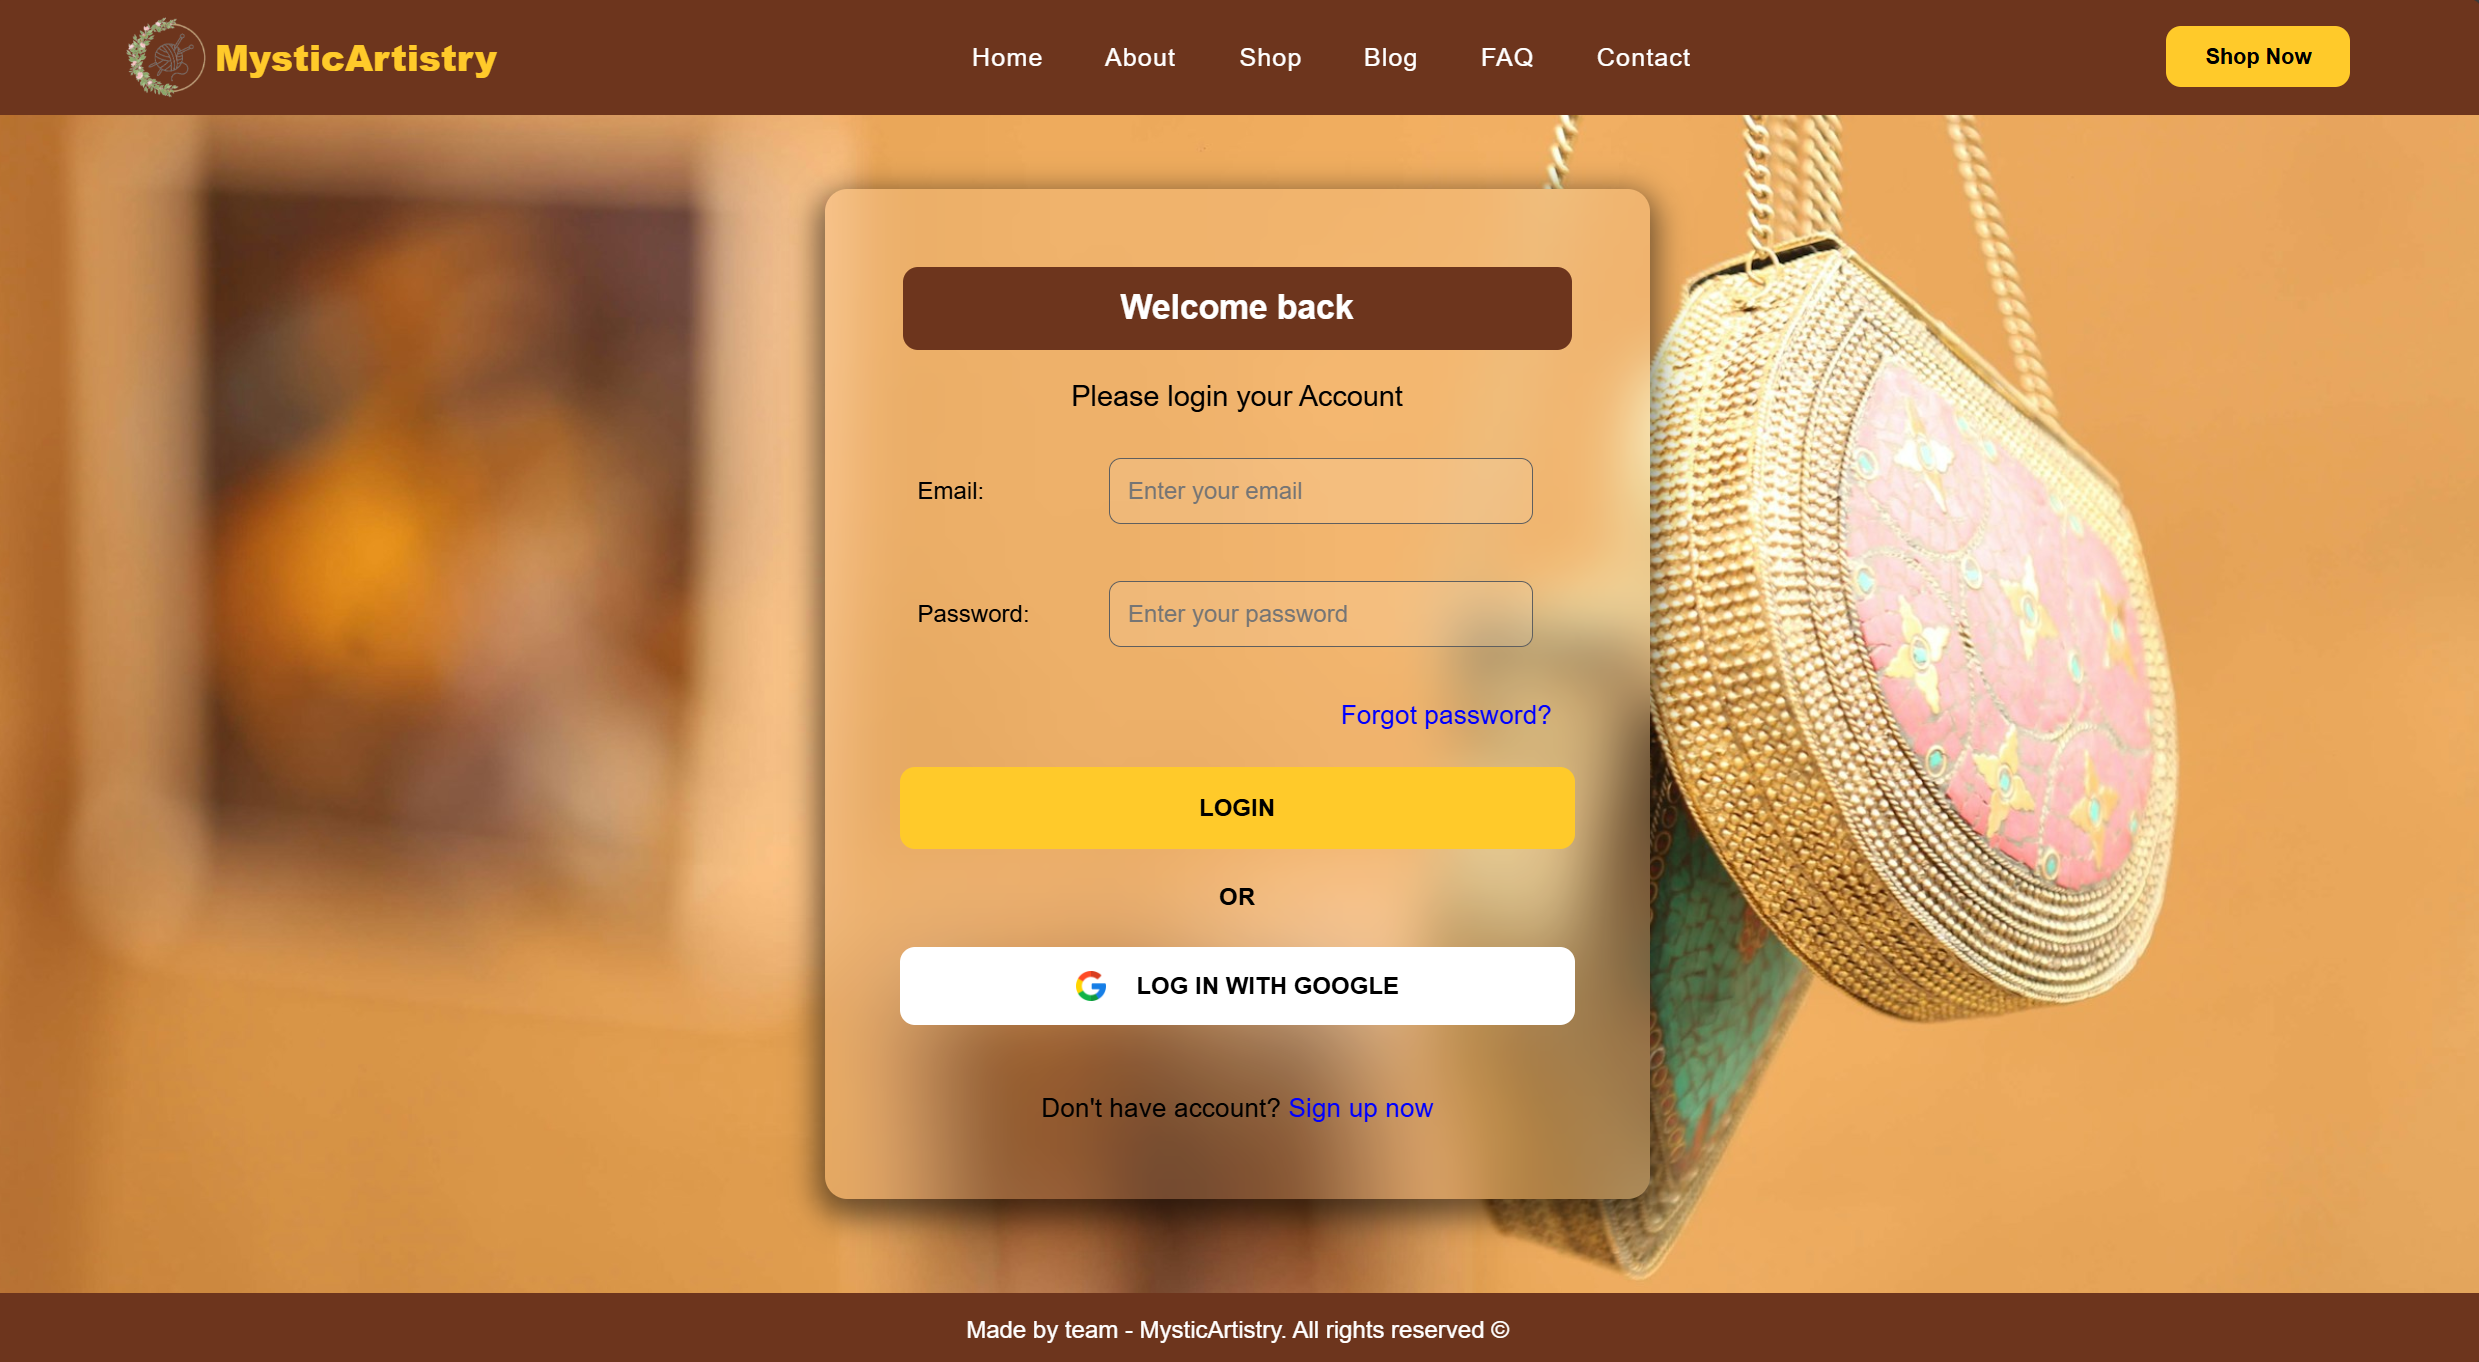 MysticArtistry
Home About Shop Blog FAQ Contact
Shop Now
Welcome back
Please login your Account
Email:
Enter your email
Password:
Enter your password
Forgot password?
LOGIN
OR
LOG IN WITH GOOGLE
Don't have account? Sign up now
Made by team - MysticArtistry. All rights reserved ©